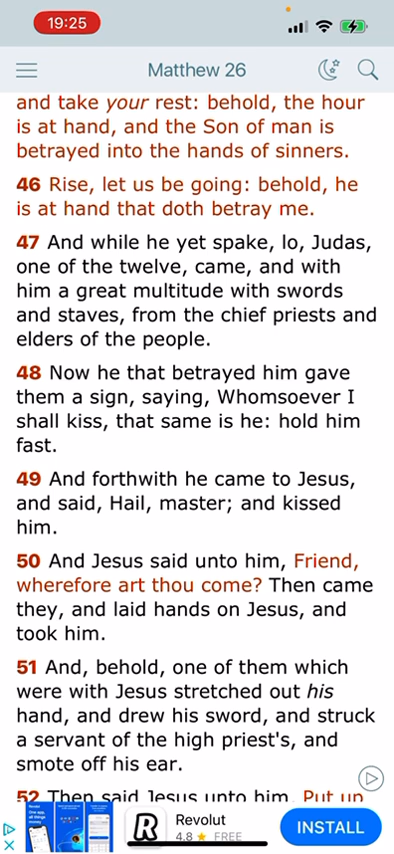 19:25
Matthew 26
and take your rest: behold, the hour
is at hand, and the Son of man is
betrayed into the hands of sinners.
46 Rise, let us be going: behold, he
is at hand that doth betray me.
47 And while he yet spake, lo, Judas,
one of the twelve, came, and with
him a great multitude with swords
and staves, from the chief priests and
elders of the people.
48 Now he that betrayed him gave
them a sign, saying, Whomsoever I
shall kiss, that same is he: hold him
fast.
49 And forthwith he came to Jesus,
and said, Hail, master; and kissed
him.
50 And Jesus said unto him, Friend,
wherefore art thou come? Then came
they, and laid hands on Jesus, and
took him.
51 And, behold, one of them which
were with Jesus stretched out his
hand, and drew his sword, and struck
a servant of the high priest's, and
smote off his ear.
52 Then said Jesus unto him, Put up
R
Revolut
4.8 ★ FREE
INSTALL